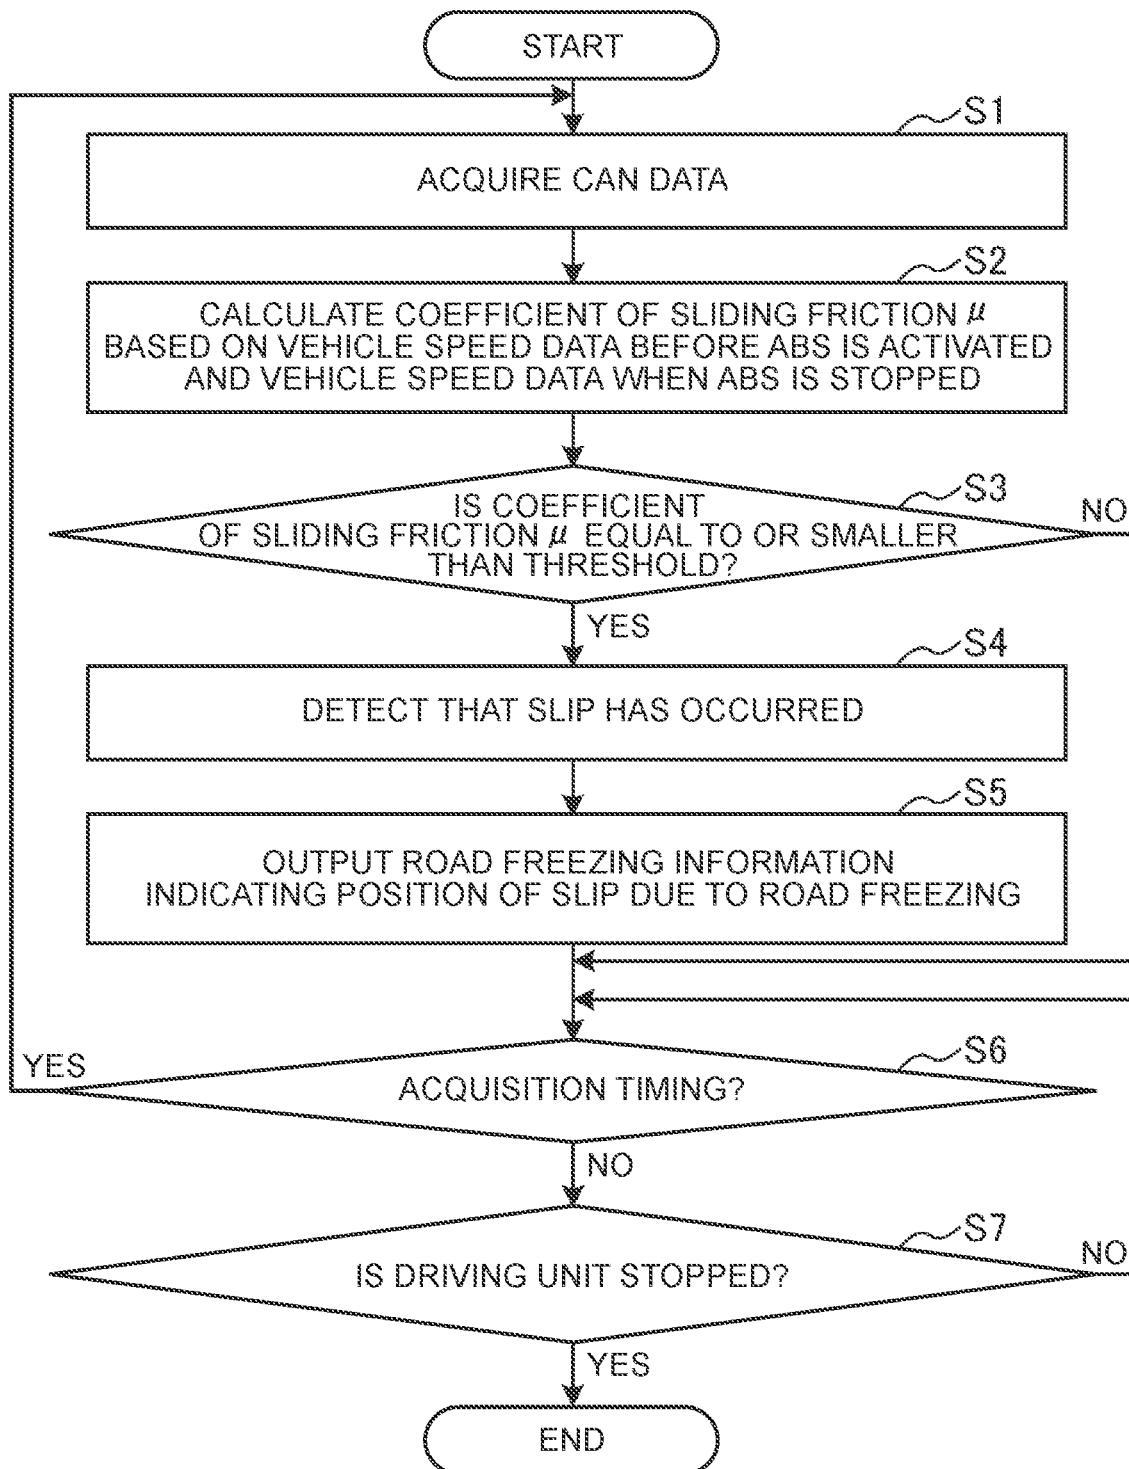 START
S1
ACQUIRE CAN DATA
S2
CALCULATE COEFFICIENT OF SLIDING FRICTION μ
BASED ON VEHICLE SPEED DATA BEFORE ABS IS ACTIVATED
AND VEHICLE SPEED DATA WHEN ABS IS STOPPED
S3
IS COEFFICIENT
OF SLIDING FRICTION μ EQUAL TO OR SMALLER
THAN THRESHOLD?
NO
YES
S4
DETECT THAT SLIP HAS OCCURRED
S5
OUTPUT ROAD FREEZING INFORMATION
INDICATING POSITION OF SLIP DUE TO ROAD FREEZING
YES
S6
ACQUISITION TIMING?
NO
S7
IS DRIVING UNIT STOPPED?
NO
YES
END